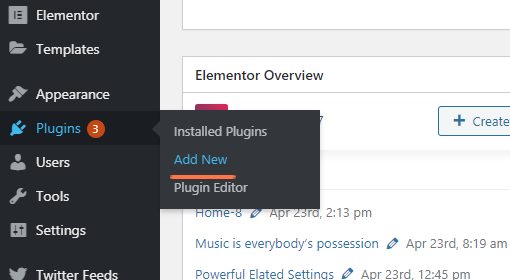 Elementor
Templates
Appearance
Plugins 3
Installed Plugins
Add New
Plugin Editor
Users
Tools
Settings
Twitter Feeds
Elementor Overview
7
+ Create
Home-8 Apr 23rd, 2:13 pm
Music is everybody's possession Apr 23rd, 8:19 am
Powerful Elated Settings Apr 23rd, 12:45 pm